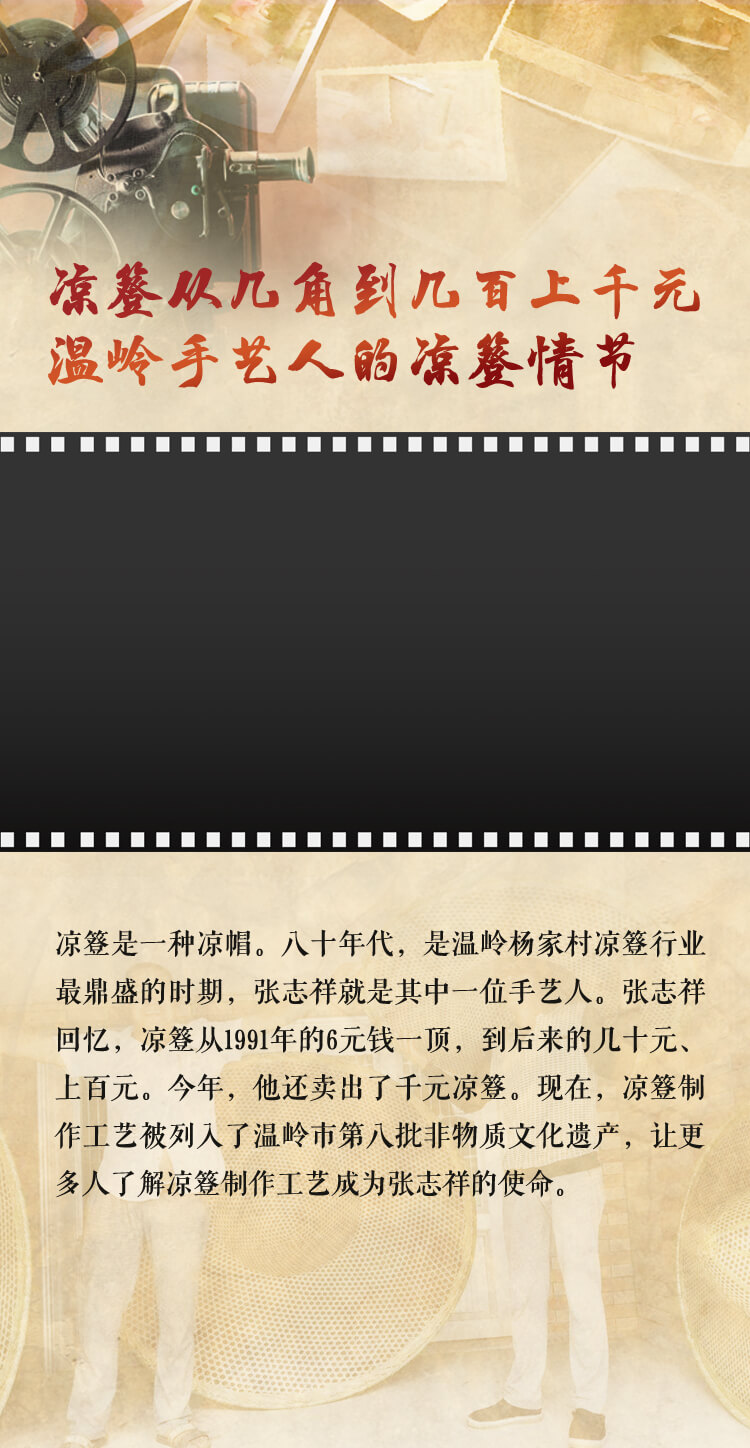 凉簦从几角到几百上千元
温岭手艺人的凉簦情节
凉簦是一种凉帽。八十年代，是温岭杨家村凉簦行业
最鼎盛的时期，张志祥就是其中一位手艺人。张志祥
回忆，凉簦从1991年的6元钱一顶，到后来的几十元、
上百元。今年，他还卖出了千元凉簦。现在，凉簦制
作工艺被列入了温岭市第八批非物质文化遗产，让更
多人了解凉簦制作工艺成为张志祥的使命。